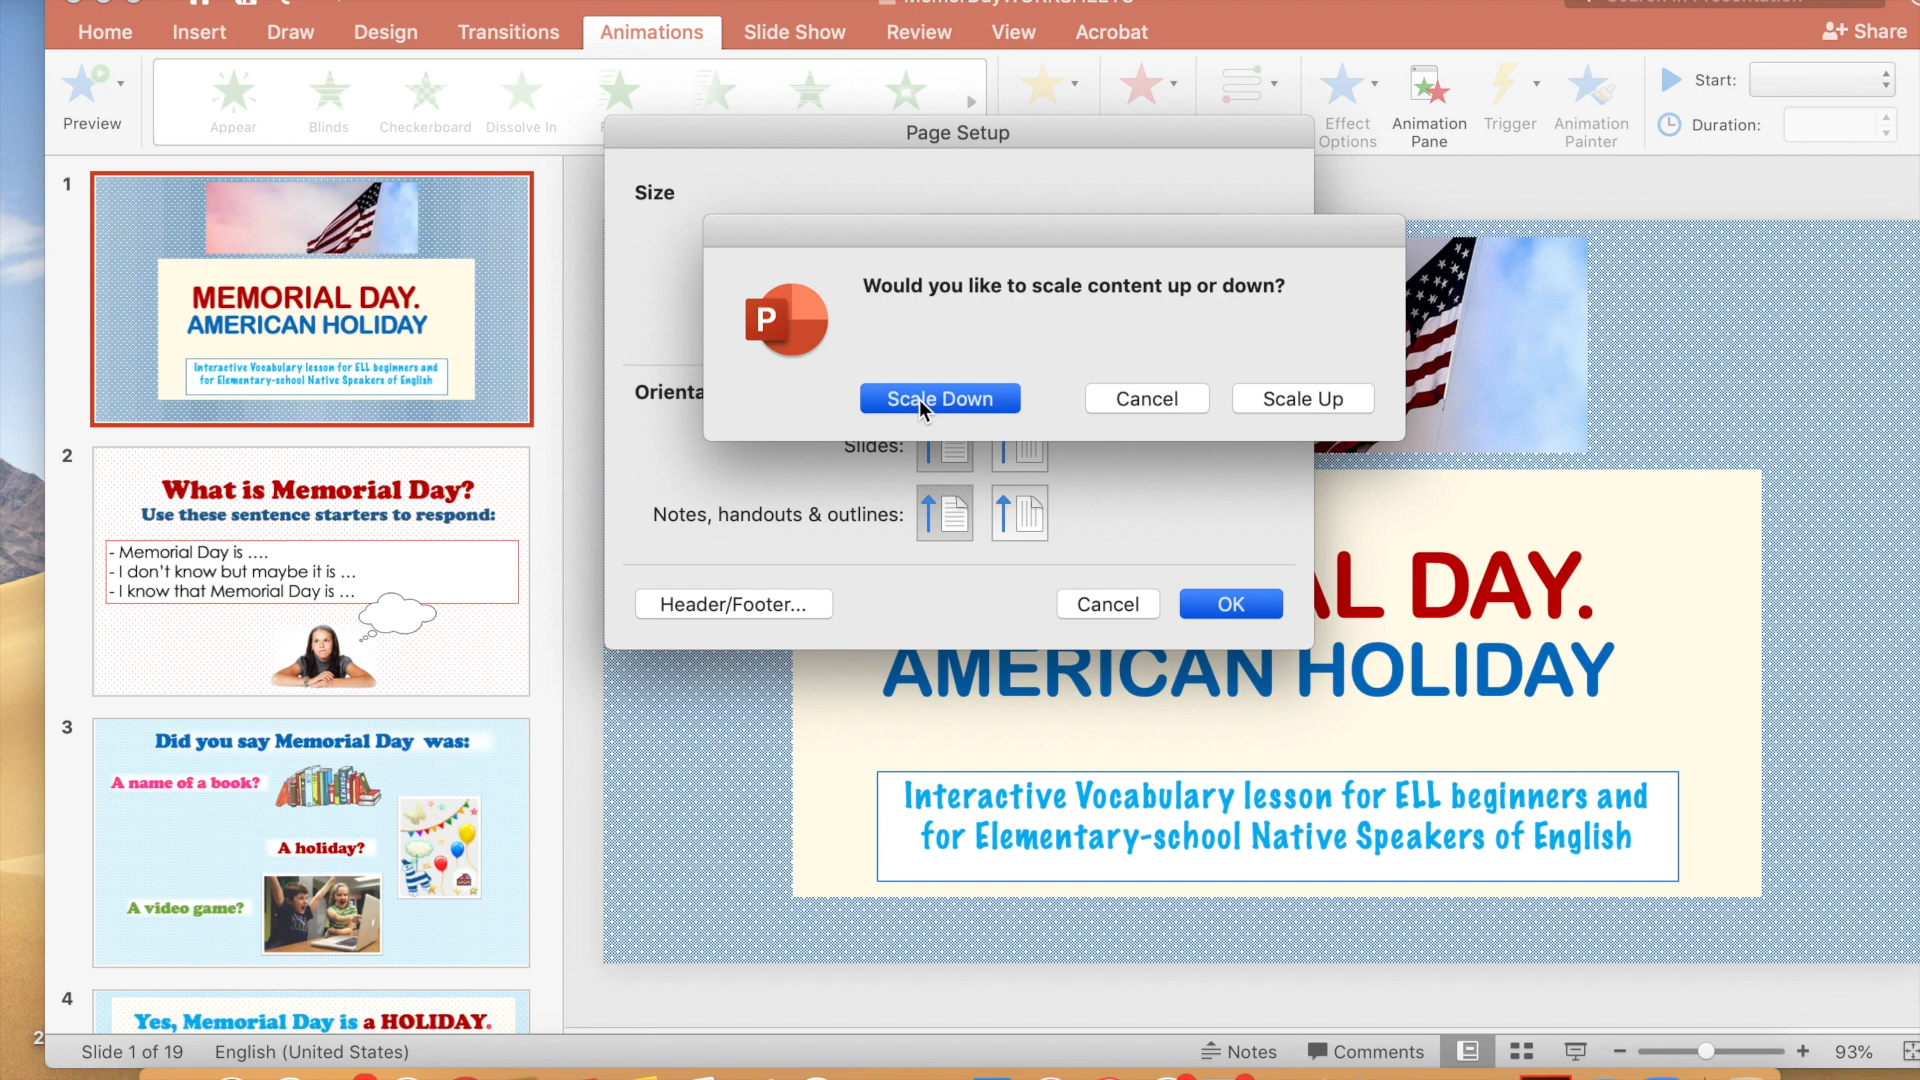 Home Insert Draw Design Transitions Animations Slide Show Review View Acrobat Share
Preview
Appear Blinds Checkerboard Dissolve In
Effect Options
Animation Pane
Trigger
Animation Painter
Start:
Duration:
Page Setup
Size
Would you like to scale content up or down?
P
Scale Down Cancel Scale Up
Slides:
Notes, handouts & outlines:
Header/Footer... Cancel OK
1
MEMORIAL DAY.
AMERICAN HOLIDAY
Interactive Vocabulary lesson for ELL beginners and
for Elementary-school Native Speakers of English
2
What is Memorial Day?
Use these sentence starters to respond:
- Memorial Day is ....
- I don't know but maybe it is ...
- I know that Memorial Day is ...
3
Did you say Memorial Day was:
A name of a book?
A holiday?
A video game?
4
Yes, Memorial Day is a HOLIDAY.
L DAY.
AMERICAN HOLIDAY
Interactive Vocabulary lesson for ELL beginners and
for Elementary-school Native Speakers of English
2
Slide 1 of 19 English (United States) Notes Comments 93%